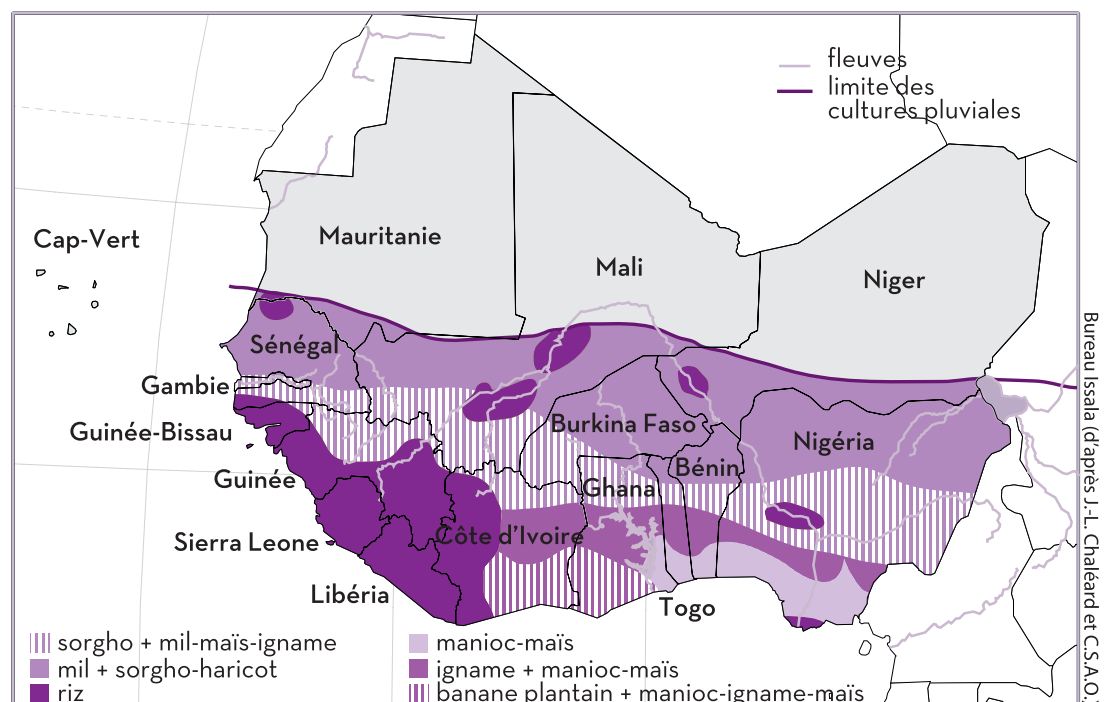 fleuves
limite des
cultures pluviales
Mauritanie
Cap-Vert
Mali
Niger
Sénégal
Gambie
Burkina Faso
Guinée-Bissau
Nigéria
Bénin
Guinée
Ghana
Côte d'Ivoire
Sierra Leone
Libéria
Togo
sorgho + mil-maïs-igname
mil + sorgho-haricot
riz
manioc-maïs
igname + manioc-maïs
banane plantain + manioc-igname-maïs
Bureau Issala (d'après J.-L. Chaléard et C.S.A.O.,